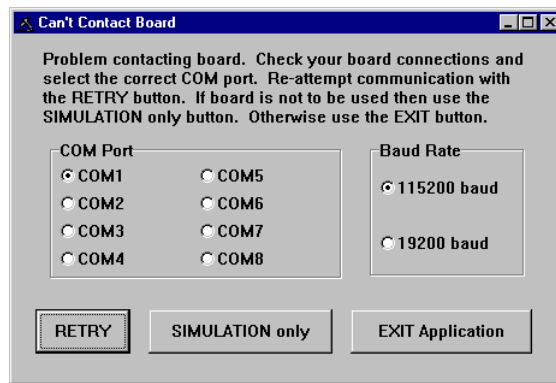 Can't Contact Board
Problem contacting board. Check your board connections and
select the correct COM port. Re-attempt communication with
the RETRY button. If board is not to be used then use the
SIMULATION only button. Otherwise use the EXIT button.
COM Port
COM1 COM5
COM2 COM6
COM3 COM7
COM4 COM8
Baud Rate
115200 baud
19200 baud
RETRY SIMULATION only EXIT Application